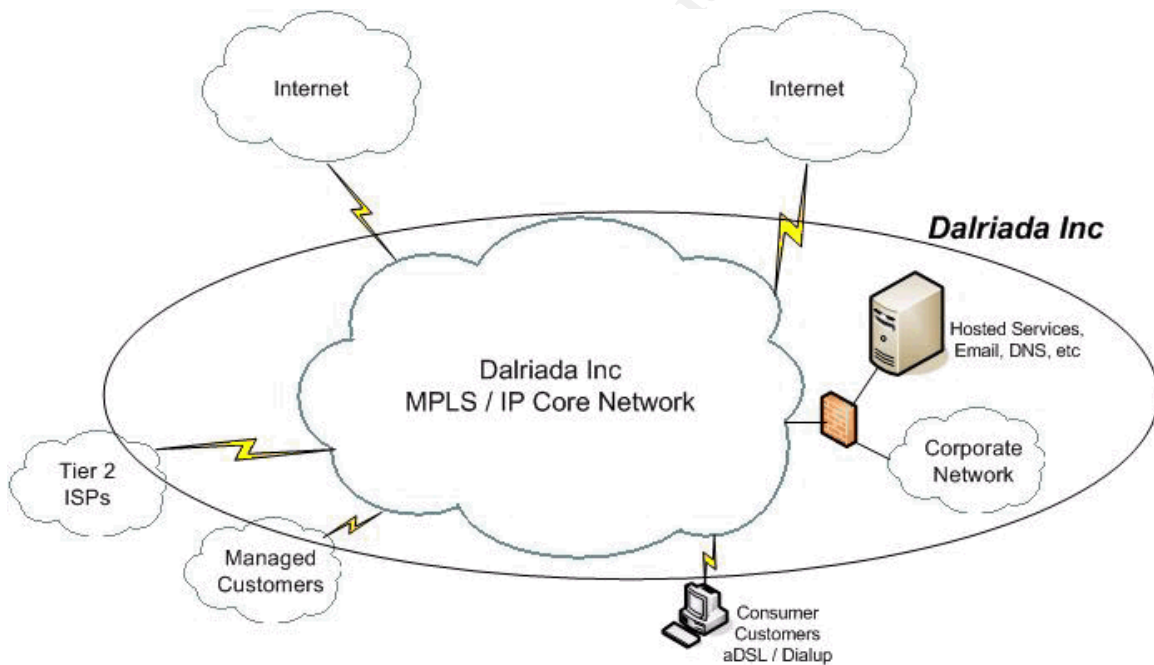 Internet
Internet
Dalriada Inc
Hosted Services,
Email, DNS, etc
Dalriada Inc
MPLS / IP Core Network
Corporate
Network
Tier 2
ISPs
Managed
Customers
Consumer
Customers
aDSL / Dialup